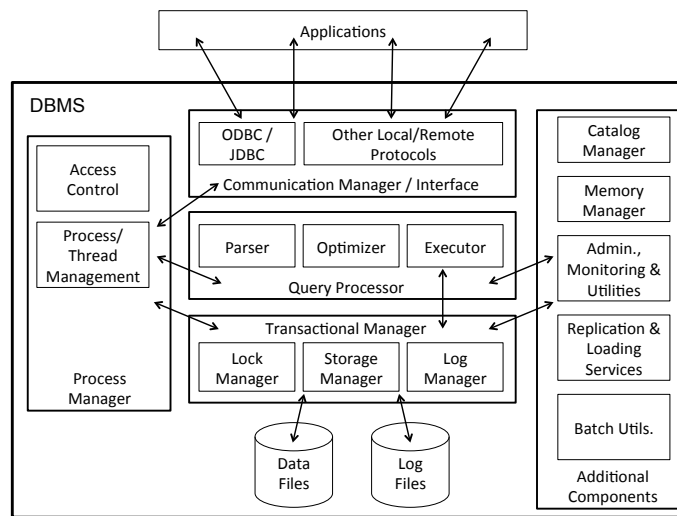 Applications
DBMS
ODBC /
JDBC
Other Local/Remote
Protocols
Communication Manager / Interface
Access
Control
Process/
Thread Management
Process
Manager
Parser
Optimizer
Executor
Query Processor
Transactional Manager
Lock
Manager
Storage
Manager
Log
Manager
Data
Files
Log
Files
Catalog
Manager
Memory
Manager
Admin.,
Monitoring &
Utilities
Replication &
Loading
Services
Batch Utils.
Additional
Components